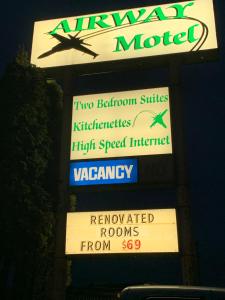 AIRWAY
Motel
Two Bedroom Suites
Kitchenettes
High Speed Internet
VACANCY
RENOVATED
ROOMS
FROM $69